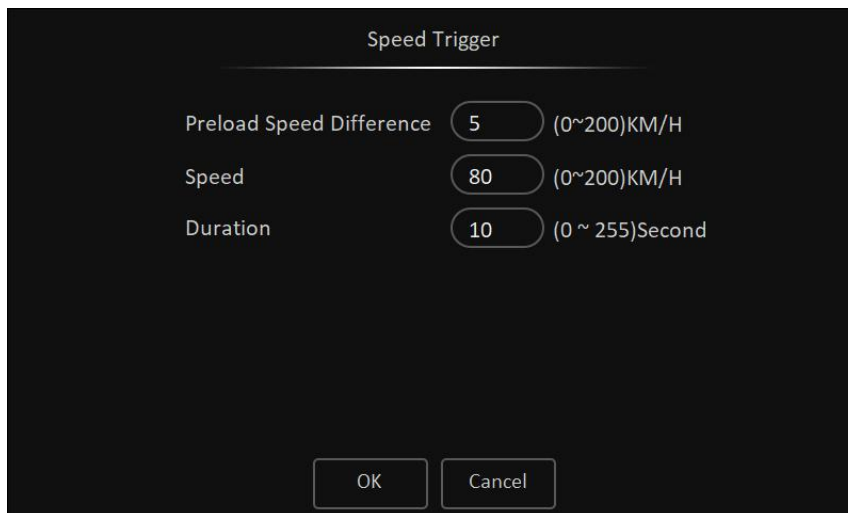 Speed Trigger
Preload Speed Difference 5 (0~200)KM/H
Speed 80 (0~200)KM/H
Duration 10 (0 ~ 255)Second
OK Cancel